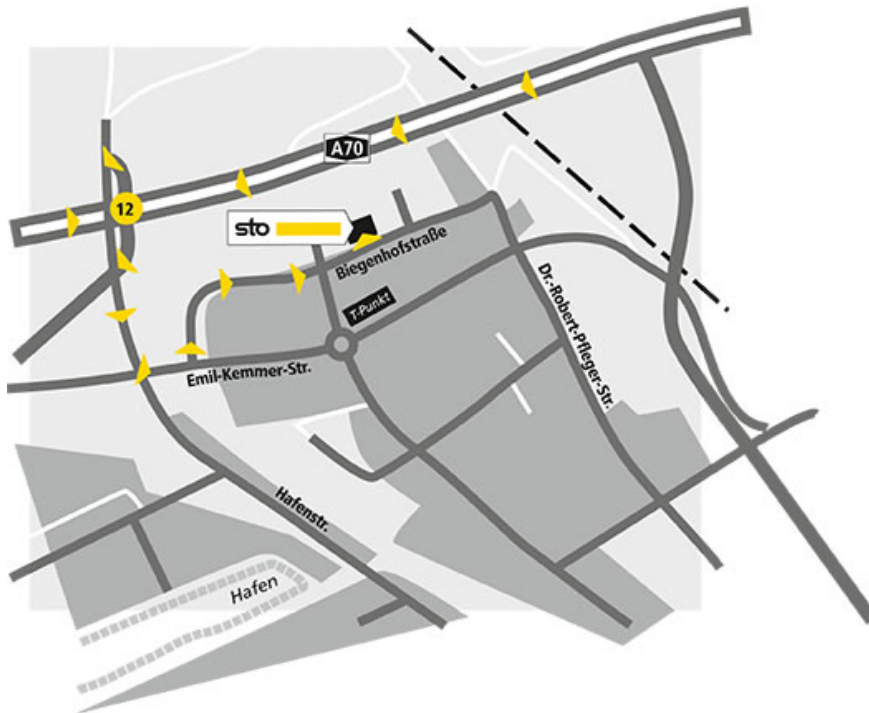 A70
12
sto
Biegenhofstraße
T-Punkt
Dr.-Robert-Pfleger-Str.
Emil-Kemmer-Str.
Hafenstr.
Hafen